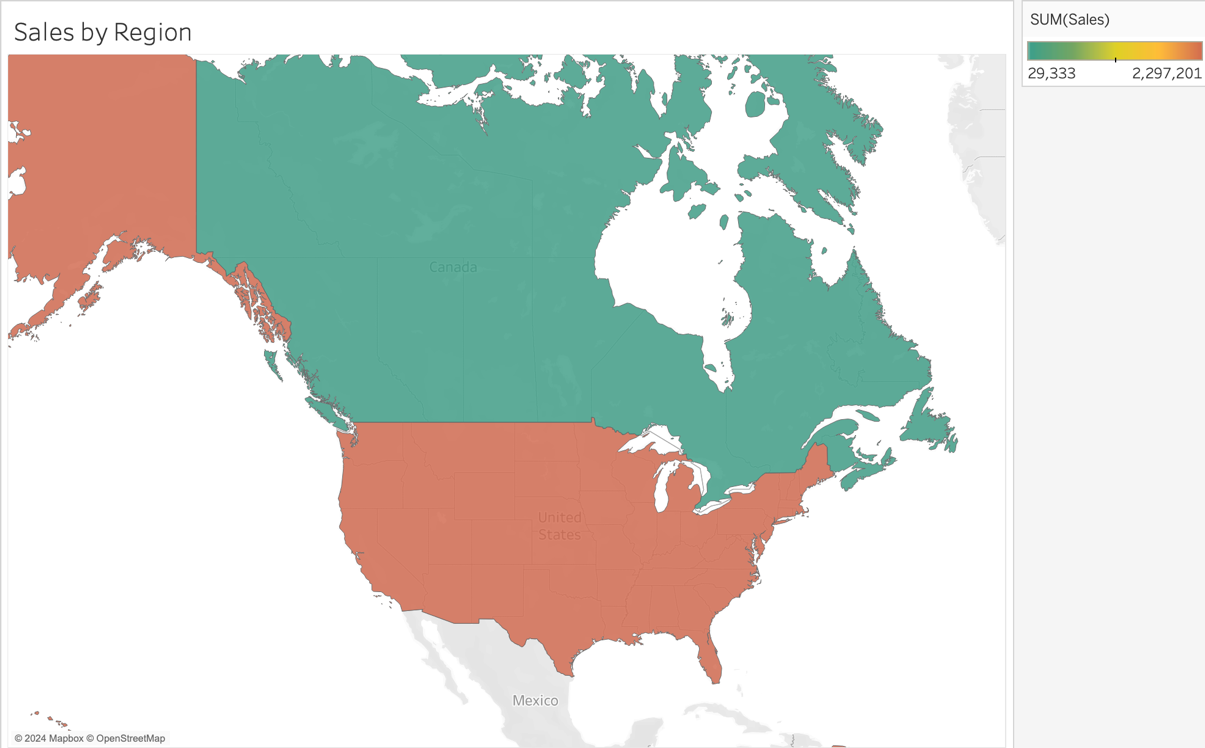 Sales by Region
SUM(Sales)
29,333
2,297,201
Canada
United
States
Mexico
© 2024 Mapbox © OpenStreetMap